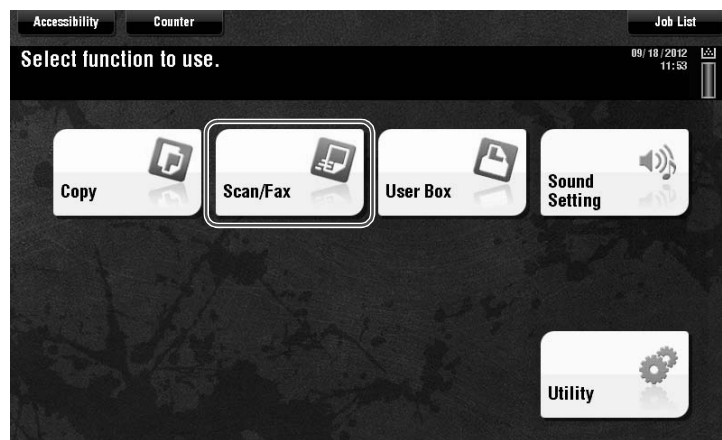 Accessibility
Counter
Job List
Select function to use.
09/18/2012
11:53
Copy
Scan/Fax
User Box
Sound
Setting
Utility